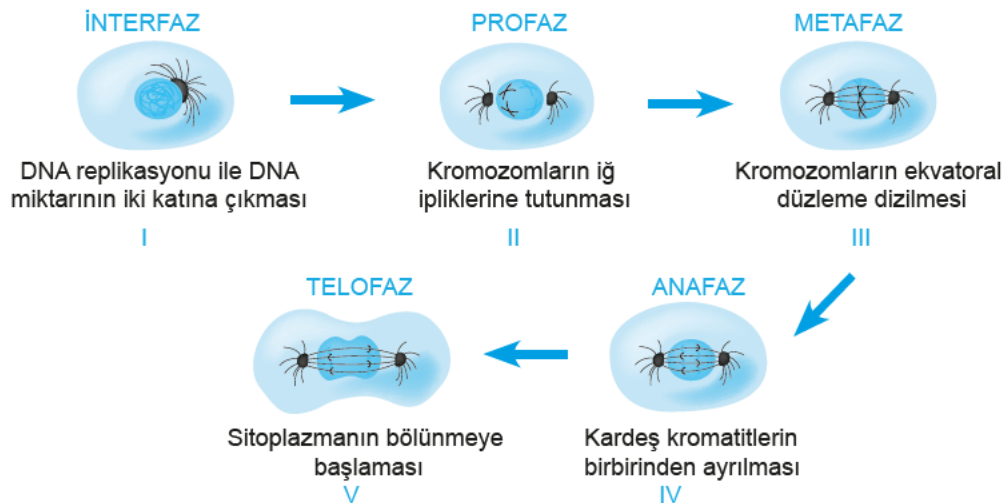 İNTERFAZ
DNA replikasyonu ile DNA
miktarının iki katına çıkması
I
PROFAZ
Kromozomların iğ
ipliklerine tutunması
II
METAFAZ
Kromozomların ekvatoral
düzleme dizilmesi
III
ANAFAZ
Kardeş kromatitlerin
birbirinden ayrılması
IV
TELOFAZ
Sitoplazmanın bölünmeye
başlaması
V